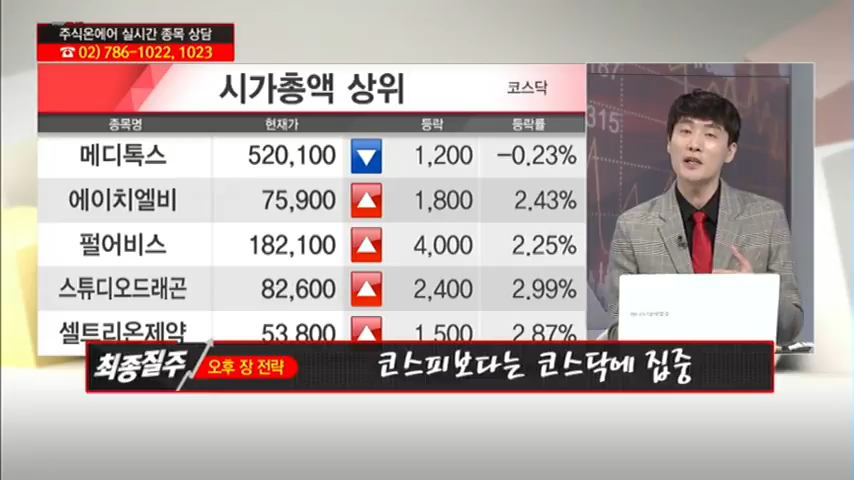 주식온에어 실시간 종목 상담
☎ 02) 786-1022, 1023
시가총액 상위 코스닥
종목명 현재가 등락 등락률
메디톡스 520,100 ▼ 1,200 -0.23%
에이치엘비 75,900 ▲ 1,800 2.43%
펄어비스 182,100 ▲ 4,000 2.25%
스튜디오드래곤 82,600 ▲ 2,400 2.99%
셀트리온제약 53,800 ▲ 1,500 2.87%
187
315
최종질주 오후 장 전략 코스피보다는 코스닥에 집중